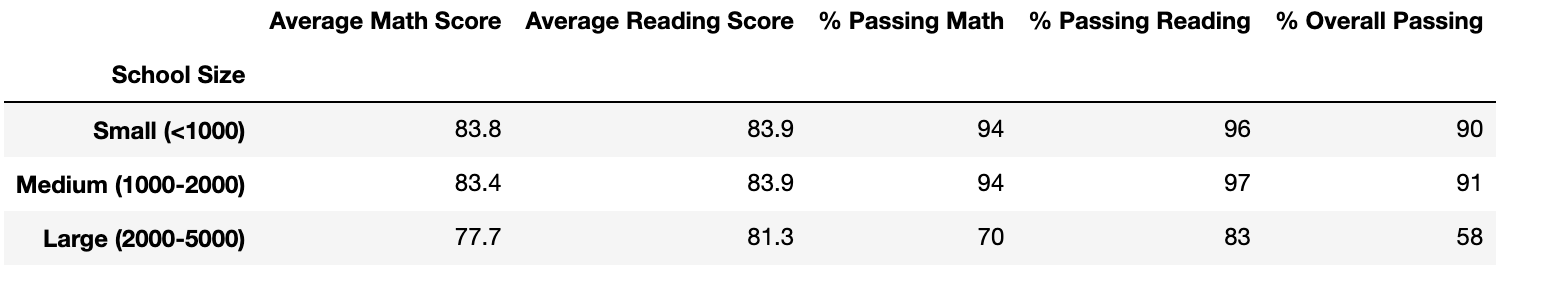 Average Math Score Average Reading Score % Passing Math % Passing Reading % Overall Passing
School Size
Small (<1000) 83.8 83.9 94 96 90
Medium (1000-2000) 83.4 83.9 94 97 91
Large (2000-5000) 77.7 81.3 70 83 58